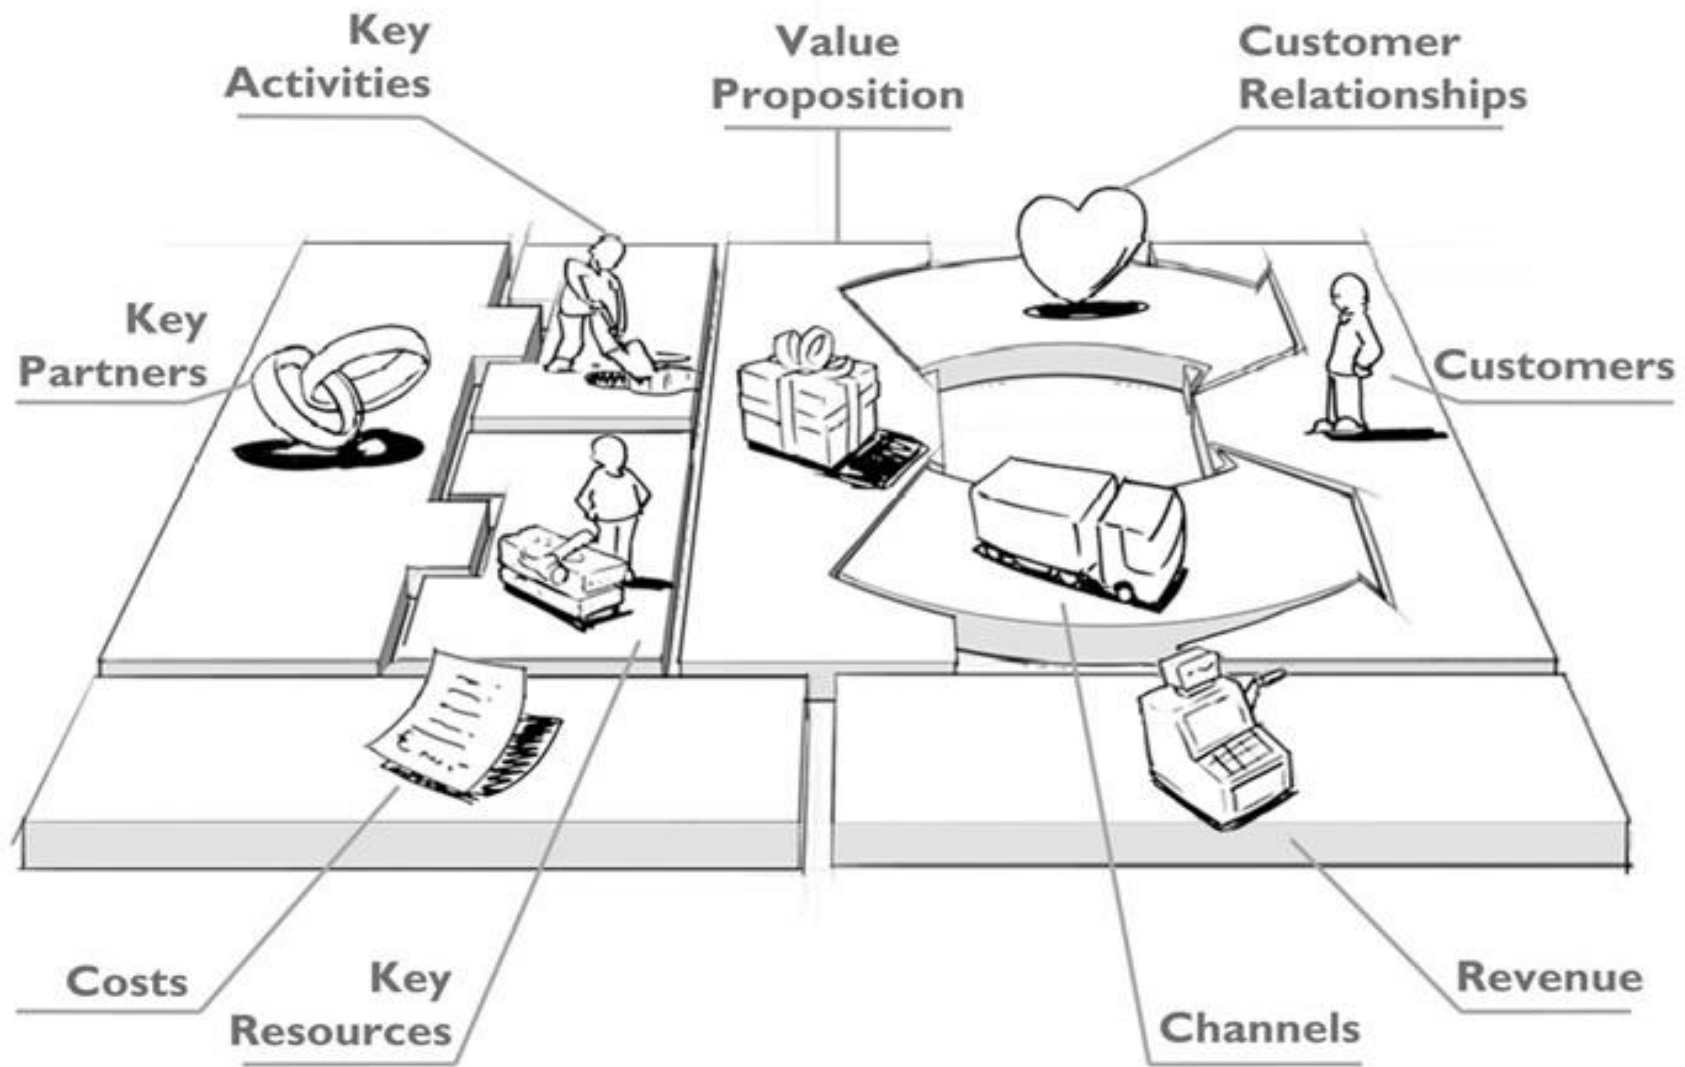 Key
Activities
Value
Proposition
Customer
Relationships
Key
Partners
Customers
Costs
Key
Resources
Channels
Revenue